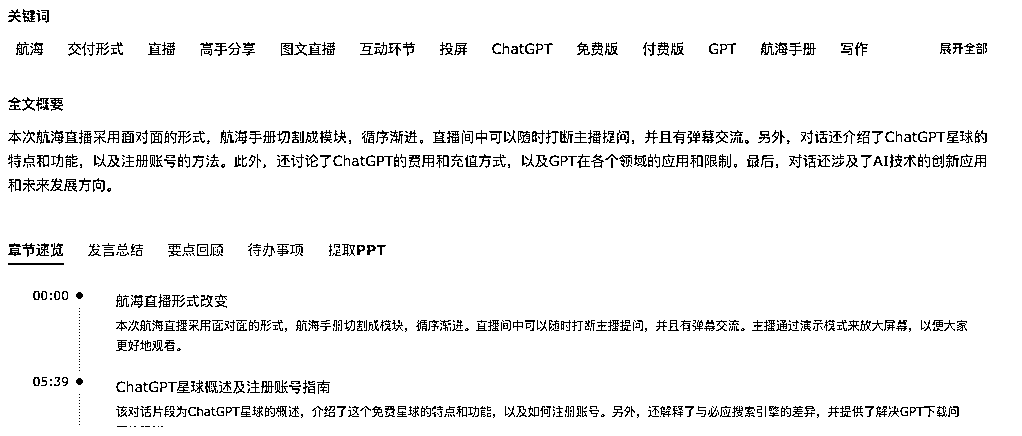 关键词
航海 交付形式 直播 高手分享 图文直播 互动环节 投屏 ChatGPT 免费版 付费版 GPT 航海手册 写作 展开全部
全文概要
本次航海直播采用面对面的形式，航海手册切割成模块，循序渐进。直播间中可以随时打断主播提问，并且有弹幕交流。另外，对话还介绍了ChatGPT星球的
特点和功能，以及注册账号的方法。此外，还讨论了ChatGPT的费用和充值方式，以及GPT在各个领域的应用和限制。最后，对话还涉及了AI技术的创新应用
和未来发展方向。
章节速览 发言总结 要点回顾 待办事项 提取PPT
00:00 航海直播形式改变
本次航海直播采用面对面的形式，航海手册切割成模块，循序渐进。直播间中可以随时打断主播提问，并且有弹幕交流。主播通过演示模式来放大屏幕，以便大家
更好地观看。
05:39 ChatGPT星球概述及注册账号指南
该对话片段为ChatGPT星球的概述，介绍了这个免费星球的特点和功能，以及如何注册账号。另外，还解释了与必应搜索引擎的差异，并提供了解决GPT下载问